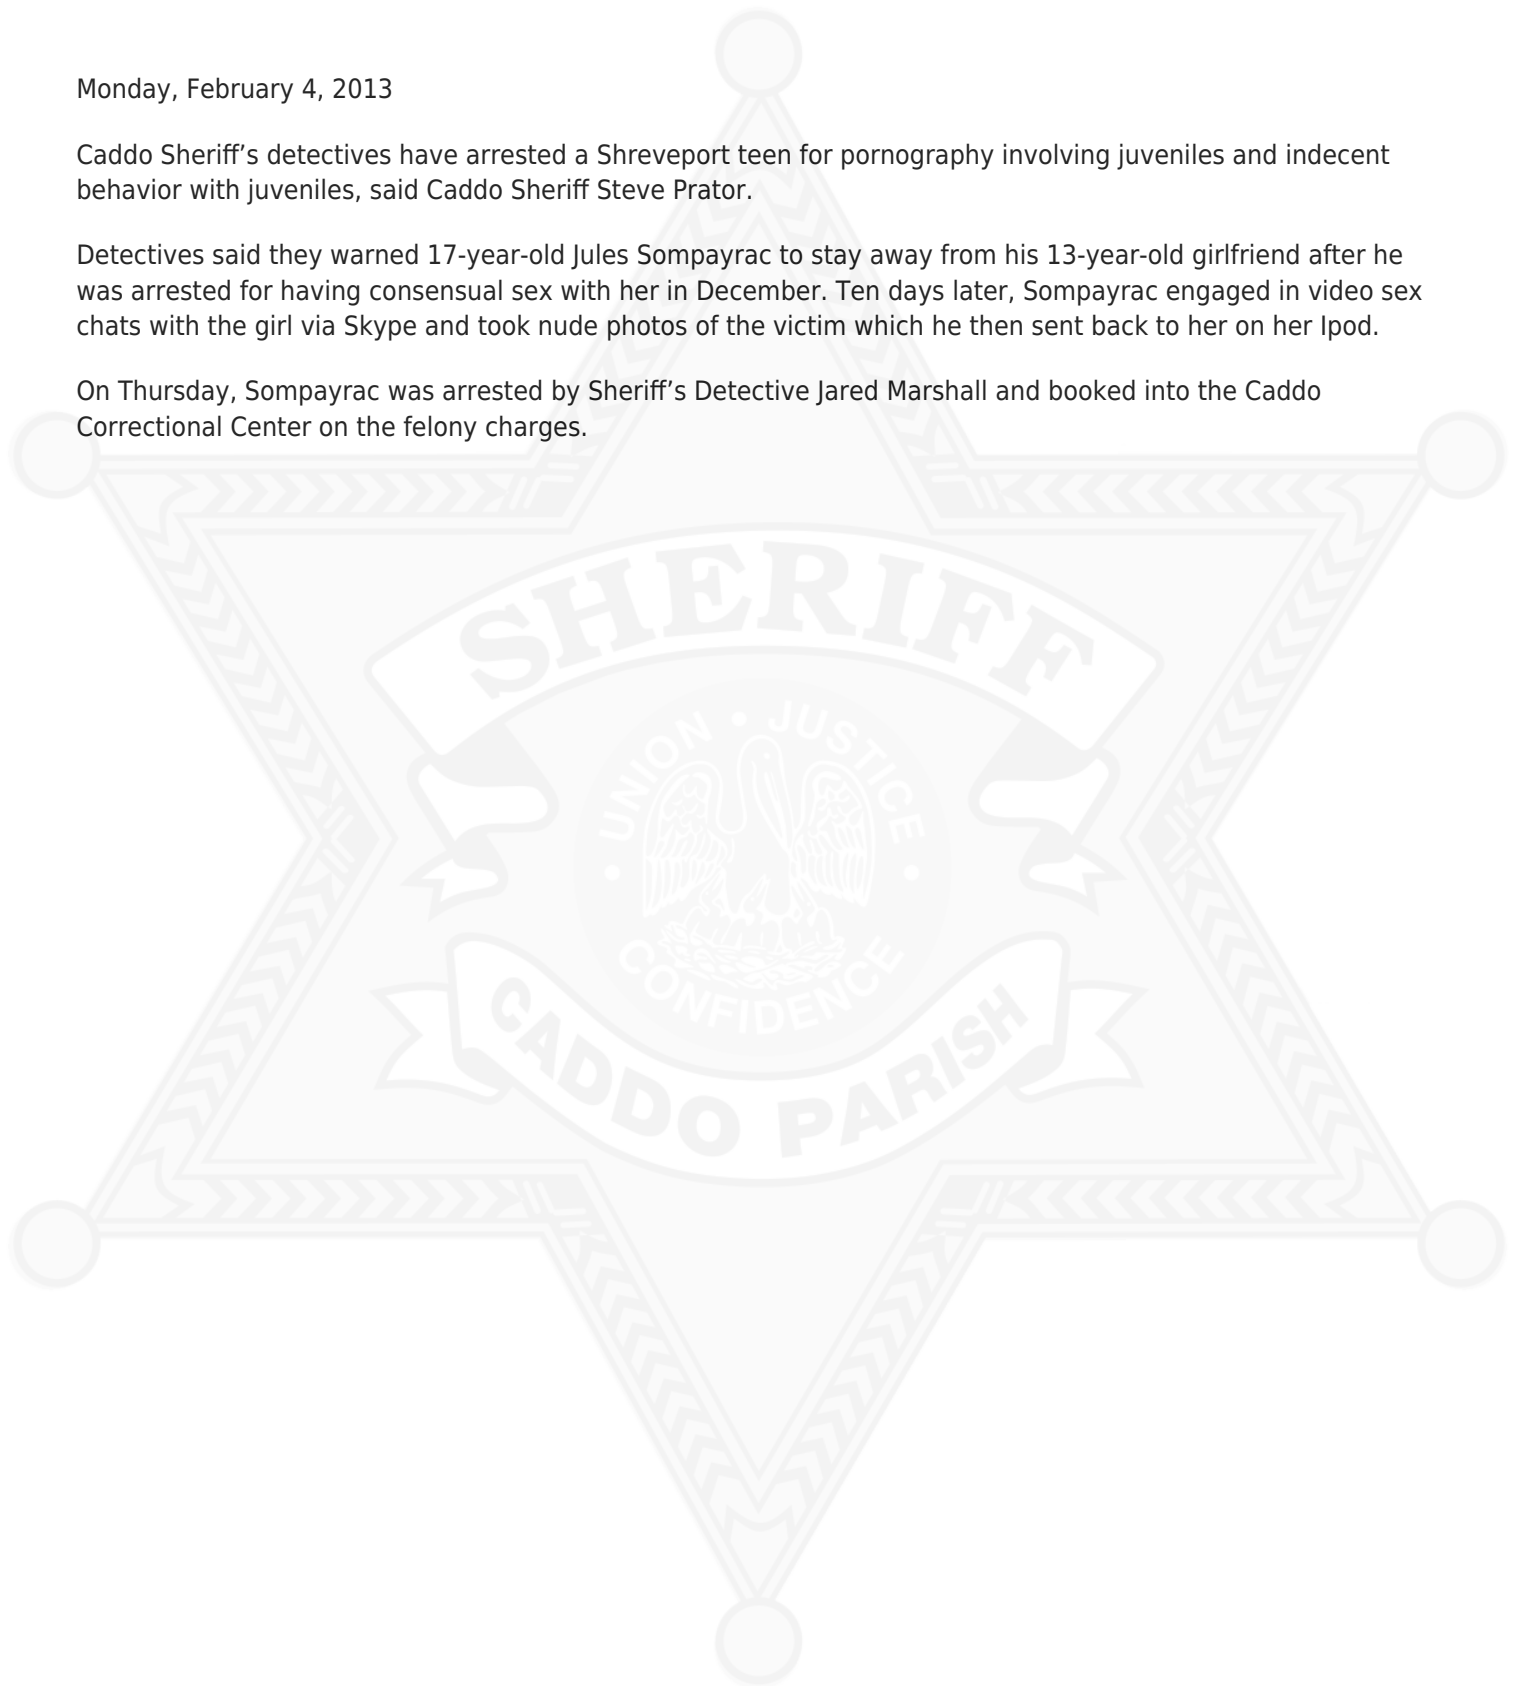 Monday, February 4, 2013
Caddo Sheriff’s detectives have arrested a Shreveport teen for pornography involving juveniles and indecent
behavior with juveniles, said Caddo Sheriff Steve Prator.
Detectives said they warned 17-year-old Jules Sompayrac to stay away from his 13-year-old girlfriend after he
was arrested for having consensual sex with her in December. Ten days later, Sompayrac engaged in video sex
chats with the girl via Skype and took nude photos of the victim which he then sent back to her on her Ipod.
On Thursday, Sompayrac was arrested by Sheriff’s Detective Jared Marshall and booked into the Caddo
Correctional Center on the felony charges.
SHERIFF
UNION • JUSTICE
• CONFIDENCE •
CADDO PARISH